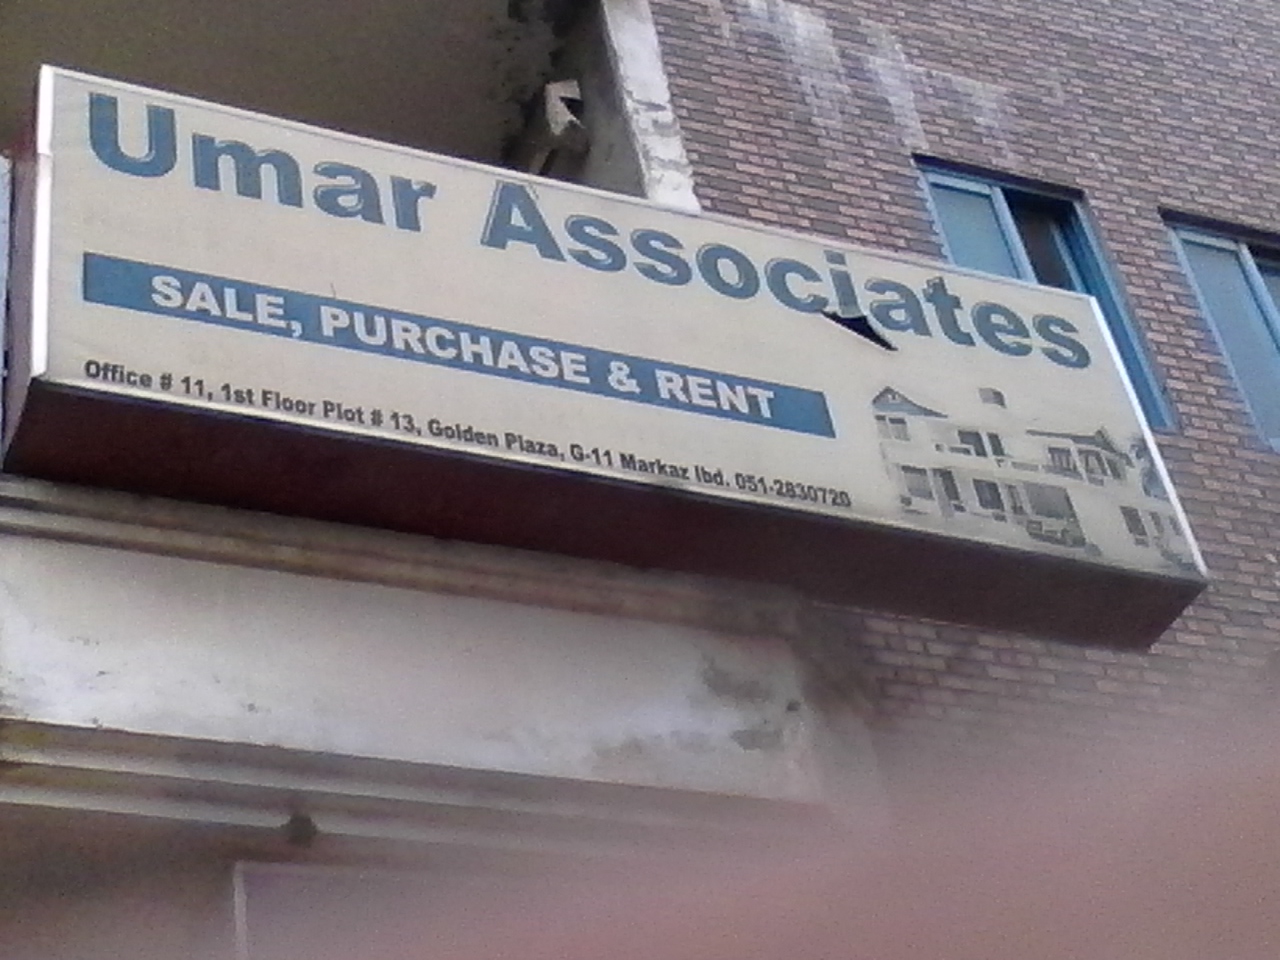 Umar Associates
SALE, PURCHASE & RENT
Office # 11, 1st Floor Plot # 13, Golden Plaza, G-11 Markaz Ibd. 051-2830720